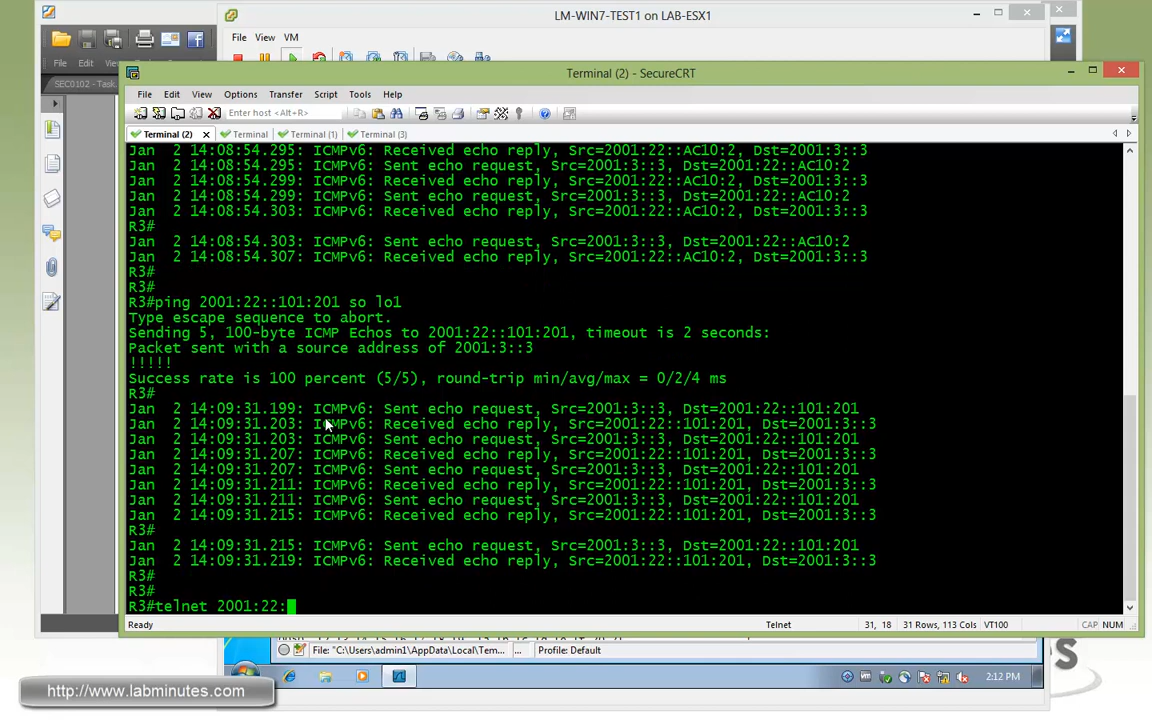 LM-WIN7-TEST1 on LAB-ESX1
File View VM
File Ed
SEC0102 - Task
Terminal (2) - SecureCRT
File Edit View Options Transfer Script Tools Help
Enter host <Alt+R>
Terminal (2) Terminal Terminal (1) Terminal (3)
Jan  2 14:08:54.295: ICMPv6: Received echo reply, Src=2001:22::AC10:2, Dst=2001:3::3
Jan  2 14:08:54.295: ICMPv6: Sent echo request, Src=2001:3::3, Dst=2001:22::AC10:2
Jan  2 14:08:54.299: ICMPv6: Received echo reply, Src=2001:22::AC10:2, Dst=2001:3::3
Jan  2 14:08:54.299: ICMPv6: Sent echo request, Src=2001:3::3, Dst=2001:22::AC10:2
Jan  2 14:08:54.303: ICMPv6: Received echo reply, Src=2001:22::AC10:2, Dst=2001:3::3
R3#
Jan  2 14:08:54.303: ICMPv6: Sent echo request, Src=2001:3::3, Dst=2001:22::AC10:2
Jan  2 14:08:54.307: ICMPv6: Received echo reply, Src=2001:22::AC10:2, Dst=2001:3::3
R3#
R3#
R3#ping 2001:22::101:201 so lo1
Type escape sequence to abort.
Sending 5, 100-byte ICMP Echos to 2001:22::101:201, timeout is 2 seconds:
Packet sent with a source address of 2001:3::3
!!!!!
Success rate is 100 percent (5/5), round-trip min/avg/max = 0/2/4 ms
R3#
Jan  2 14:09:31.199: ICMPv6: Sent echo request, Src=2001:3::3, Dst=2001:22::101:201
Jan  2 14:09:31.203: ICMPv6: Received echo reply, Src=2001:22::101:201, Dst=2001:3::3
Jan  2 14:09:31.203: ICMPv6: Sent echo request, Src=2001:3::3, Dst=2001:22::101:201
Jan  2 14:09:31.207: ICMPv6: Received echo reply, Src=2001:22::101:201, Dst=2001:3::3
Jan  2 14:09:31.207: ICMPv6: Sent echo request, Src=2001:3::3, Dst=2001:22::101:201
Jan  2 14:09:31.211: ICMPv6: Received echo reply, Src=2001:22::101:201, Dst=2001:3::3
Jan  2 14:09:31.211: ICMPv6: Sent echo request, Src=2001:3::3, Dst=2001:22::101:201
Jan  2 14:09:31.215: ICMPv6: Received echo reply, Src=2001:22::101:201, Dst=2001:3::3
R3#
Jan  2 14:09:31.215: ICMPv6: Sent echo request, Src=2001:3::3, Dst=2001:22::101:201
Jan  2 14:09:31.219: ICMPv6: Received echo reply, Src=2001:22::101:201, Dst=2001:3::3
R3#
R3#
R3#telnet 2001:22:
Ready Telnet 31, 18 31 Rows, 113 Cols VT100 CAP NUM
File: "C:\Users\admin1\AppData\Local\Tem... ... Profile: Default
2:12 PM
http://www.labminutes.com